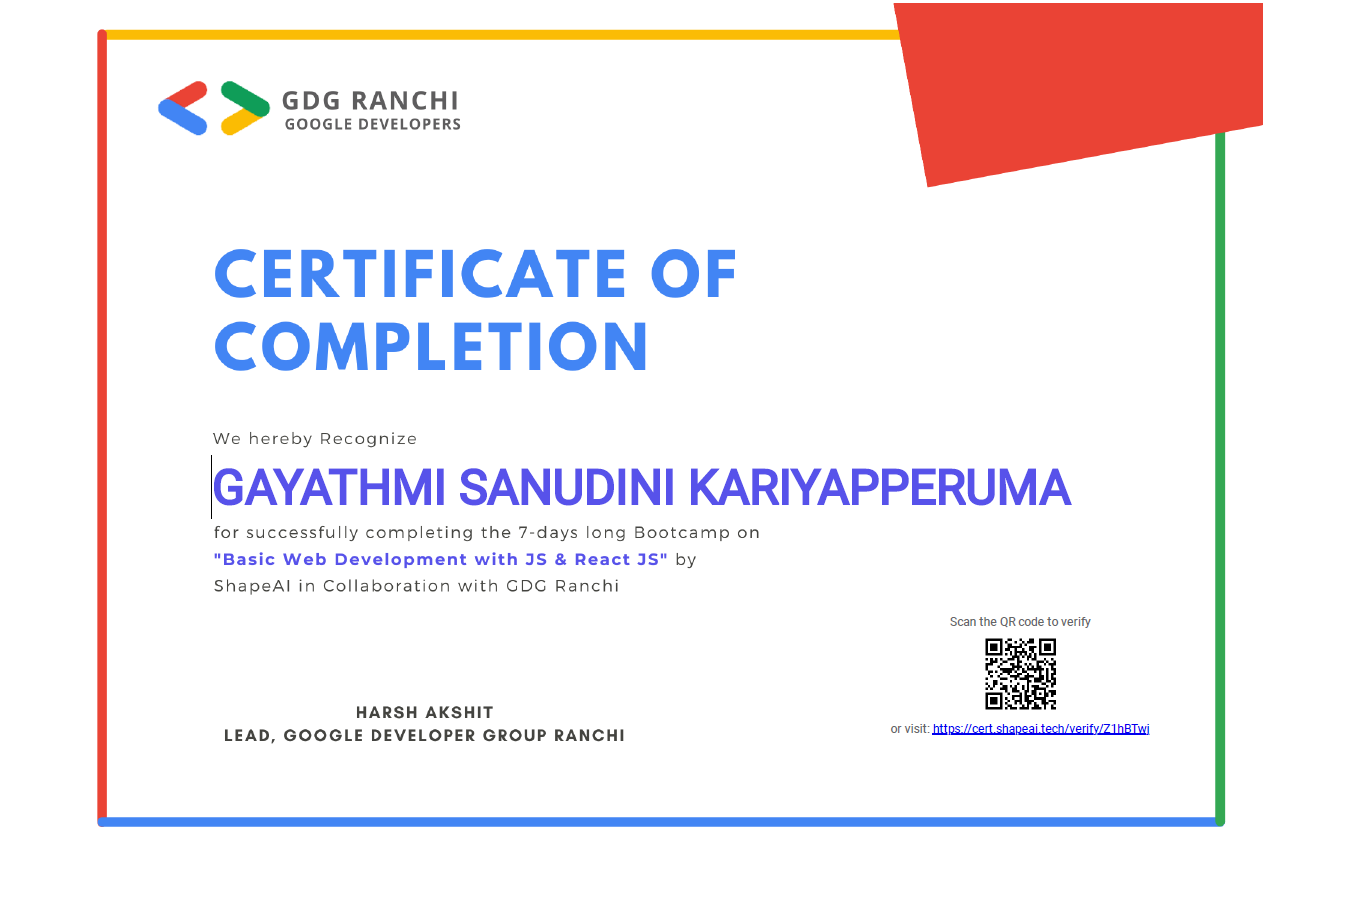 GDG RANCHI
GOOGLE DEVELOPERS
CERTIFICATE OF
COMPLETION
We hereby Recognize
GAYATHMI SANUDINI KARIYAPPERUMA
for successfully completing the 7-days long Bootcamp on
"Basic Web Development with JS & React JS" by
ShapeAI in Collaboration with GDG Ranchi
Scan the QR code to verify
or visit: https://cert.shapeai.tech/verify/Z1hBTwj
HARSH AKSHIT
LEAD, GOOGLE DEVELOPER GROUP RANCHI